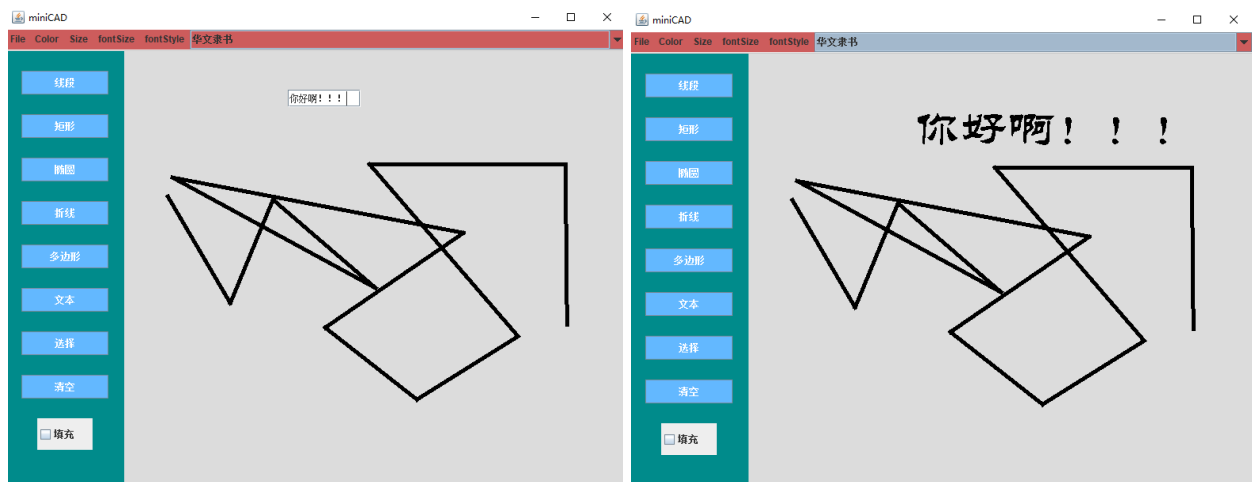 miniCAD
File Color Size fontSize fontStyle 华文隶书
线段
矩形
椭圆
折线
多边形
文本
选择
清空
填充
你好啊！！！
miniCAD
File Color Size fontSize fontStyle 华文隶书
线段
矩形
椭圆
折线
多边形
文本
选择
清空
填充
你好啊！！！